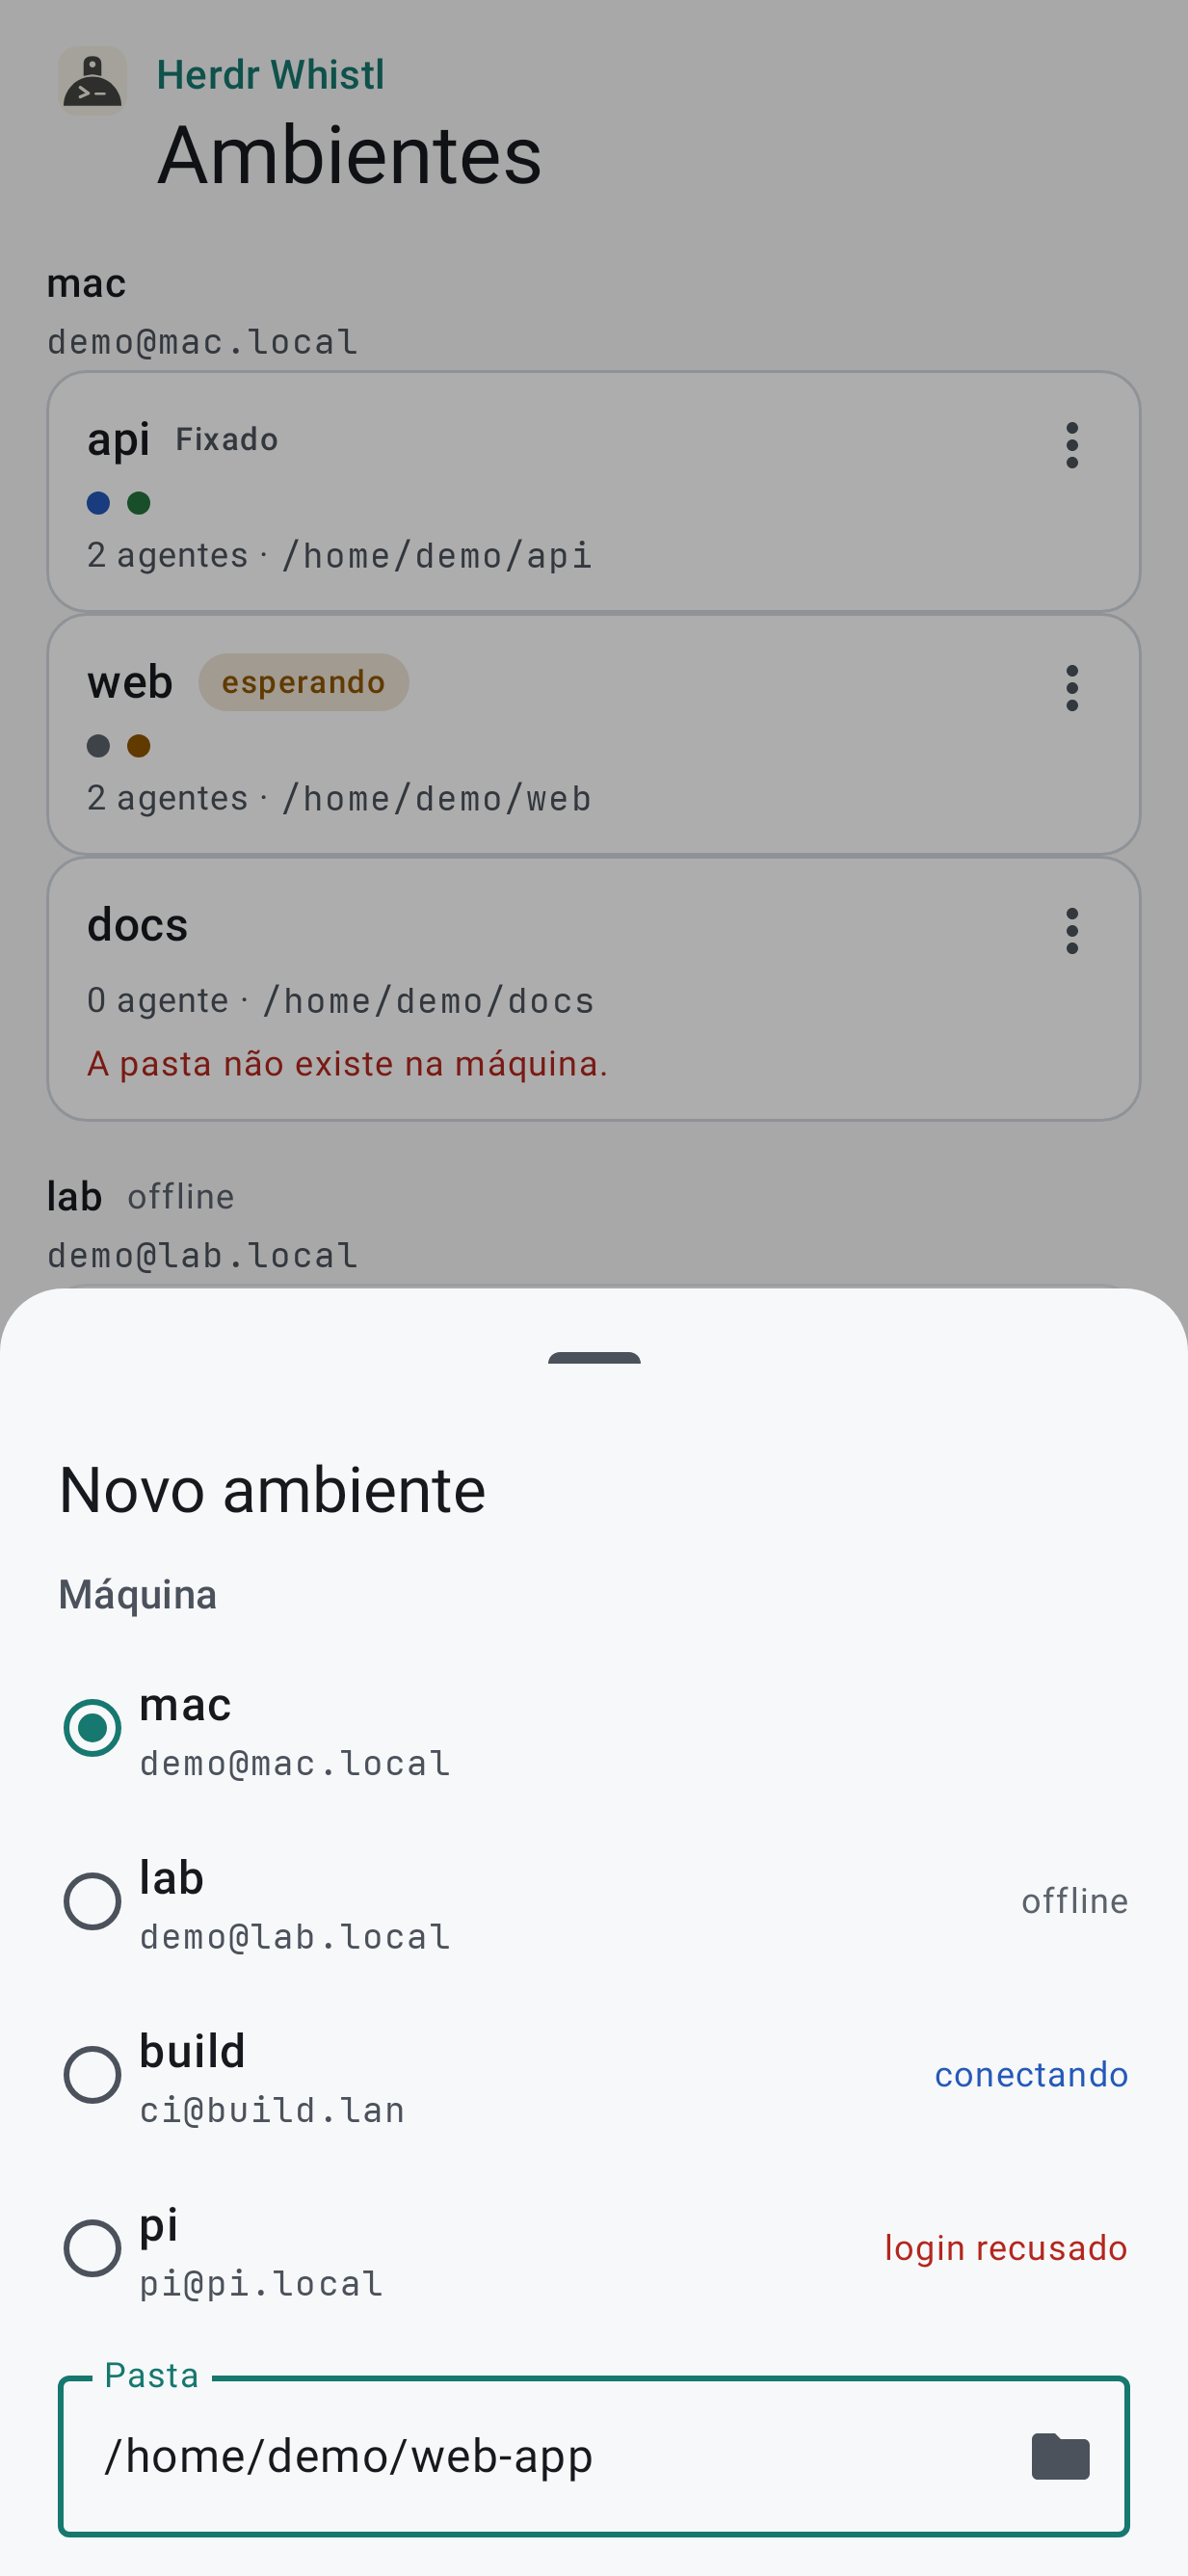 Herdr Whistl
Ambientes
mac
demo@mac.local
api Fixado
2 agentes · /home/demo/api
web esperando
2 agentes · /home/demo/web
docs
0 agente · /home/demo/docs
A pasta não existe na máquina.
lab offline
demo@lab.local
Novo ambiente
Máquina
mac
demo@mac.local
lab
demo@lab.local
offline
build
ci@build.lan
conectando
pi
pi@pi.local
login recusado
Pasta
/home/demo/web-app